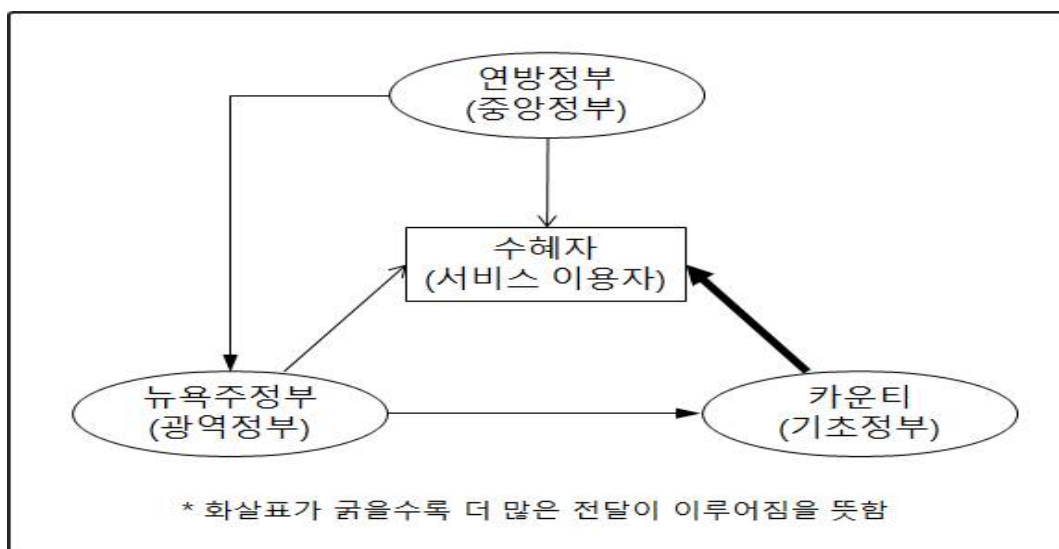 연방정부
(중앙정부)
수혜자
(서비스 이용자)
뉴욕주정부
(광역정부)
카운티
(기초정부)
* 화살표가 굵을수록 더 많은 전달이 이루어짐을 뜻함